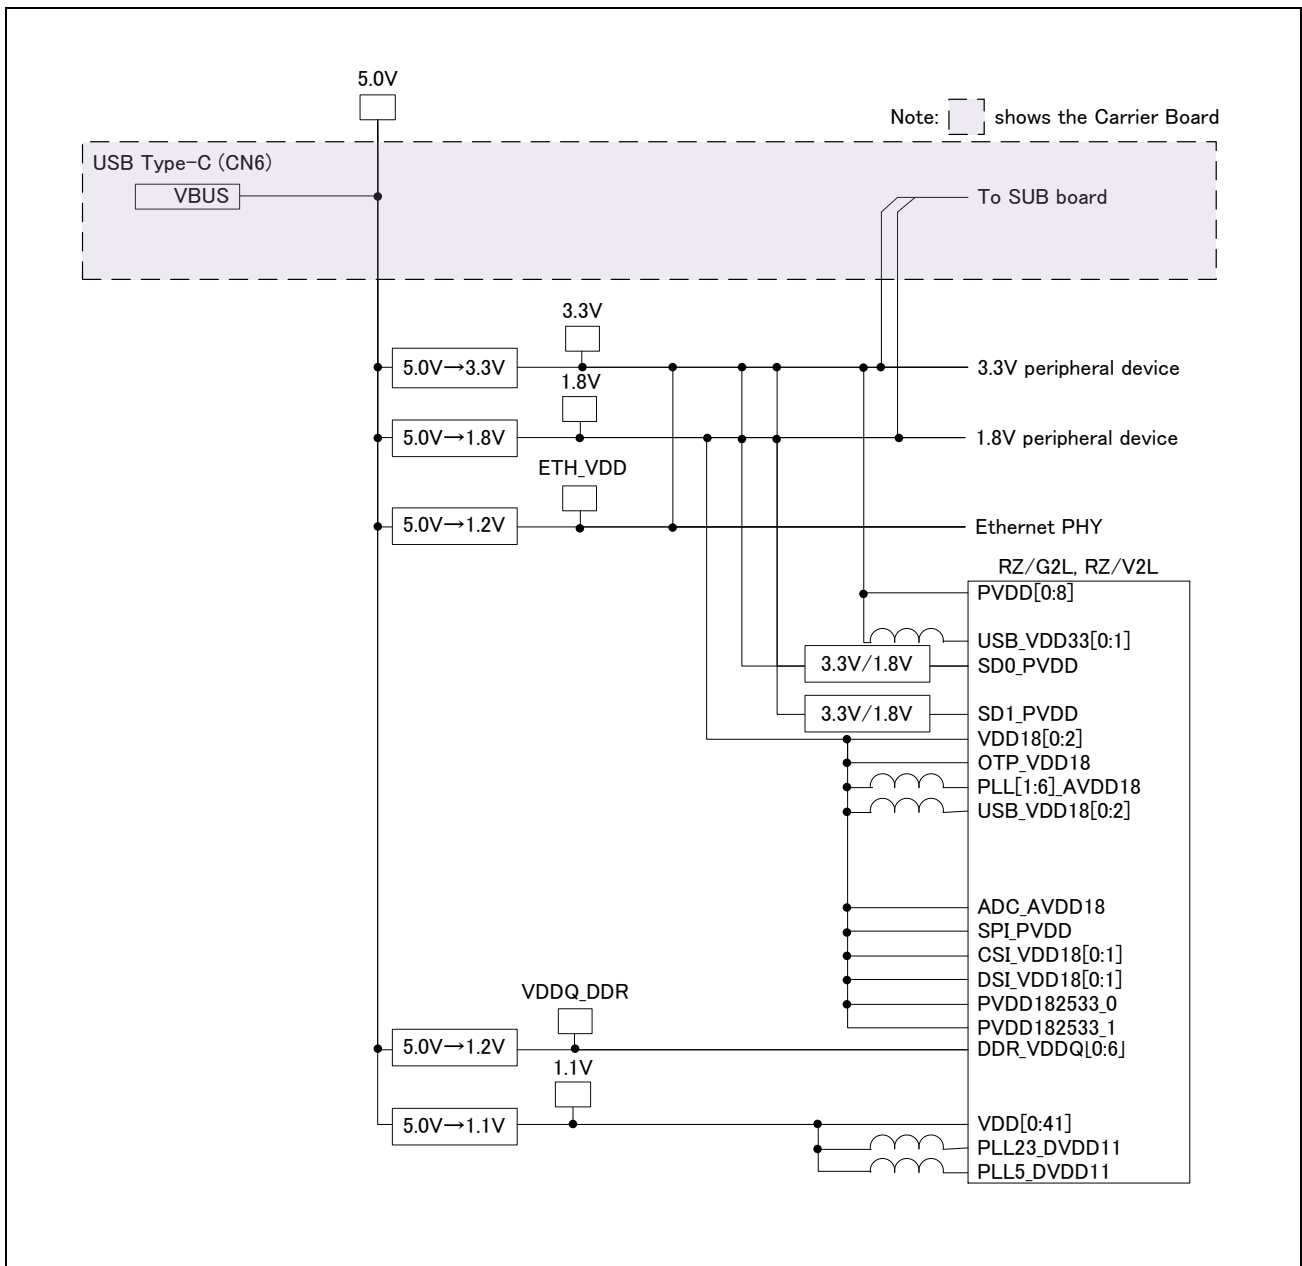 5.0V
Note: shows the Carrier Board
USB Type-C (CN6)
VBUS
To SUB board
3.3V
5.0V→3.3V
3.3V peripheral device
1.8V
5.0V→1.8V
1.8V peripheral device
ETH_VDD
5.0V→1.2V
Ethernet PHY
RZ/G2L, RZ/V2L
PVDD[0:8]
USB_VDD33[0:1]
3.3V/1.8V
SD0_PVDD
3.3V/1.8V
SD1_PVDD
VDD18[0:2]
OTP_VDD18
PLL[1:6]_AVDD18
USB_VDD18[0:2]
ADC_AVDD18
SPI_PVDD
CSI_VDD18[0:1]
DSI_VDD18[0:1]
VDDQ_DDR
PVDD182533_0
PVDD182533_1
5.0V→1.2V
DDR_VDDQ[0:6]
1.1V
5.0V→1.1V
VDD[0:41]
PLL23_DVDD11
PLL5_DVDD11